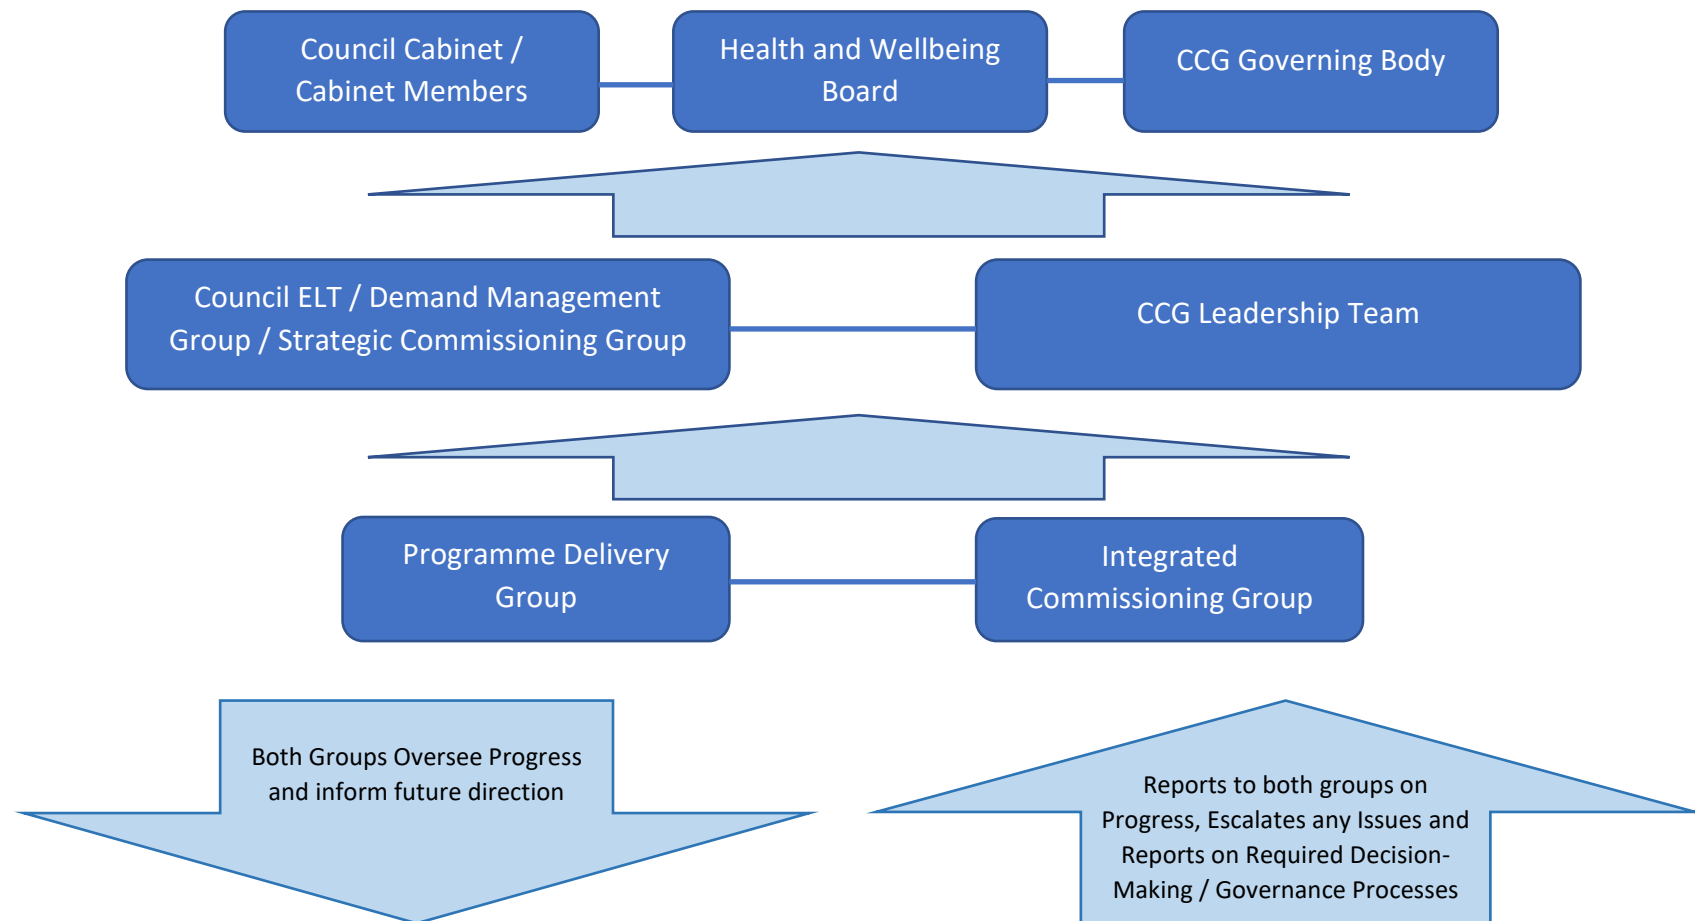 Council Cabinet /
Cabinet Members
Health and Wellbeing
Board
CCG Governing Body
Council ELT / Demand Management
Group / Strategic Commissioning Group
CCG Leadership Team
Programme Delivery
Group
Integrated
Commissioning Group
Both Groups Oversee Progress
and inform future direction
Reports to both groups on
Progress, Escalates any Issues and
Reports on Required Decision-
Making / Governance Processes